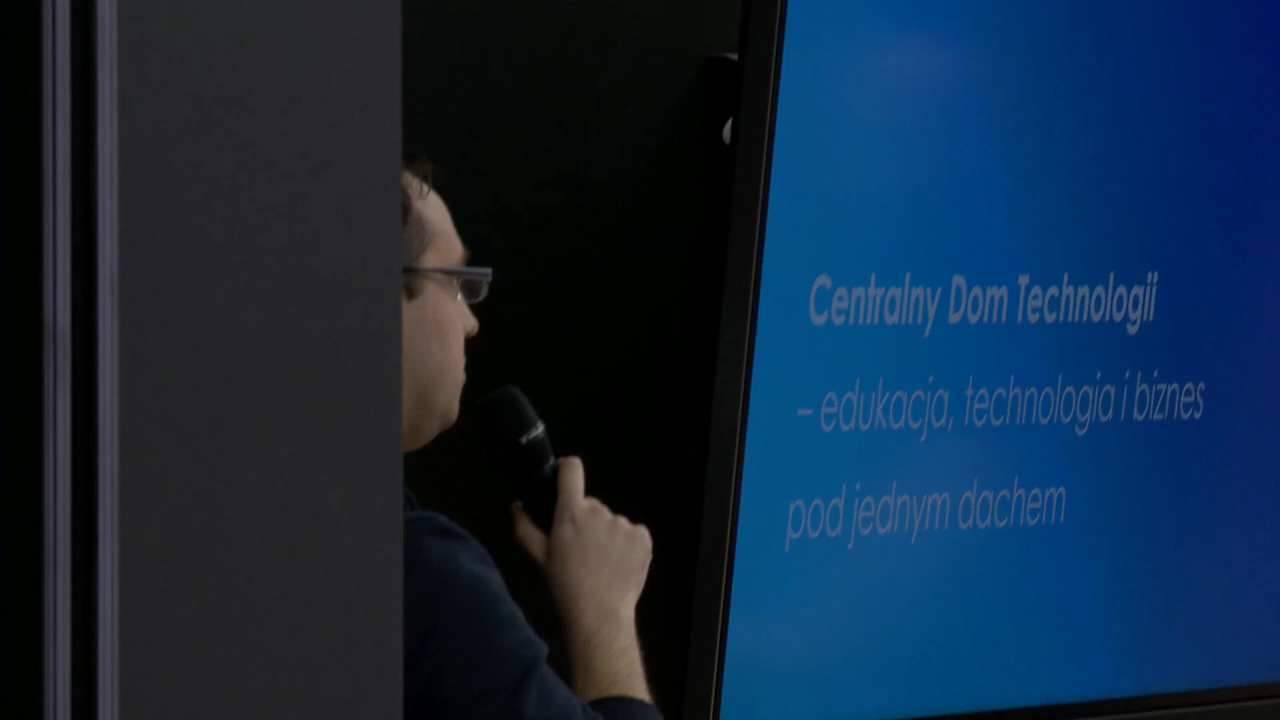 Centralny Dom Technologii
– edukacja, technologia i biznes
pod jednym dachem